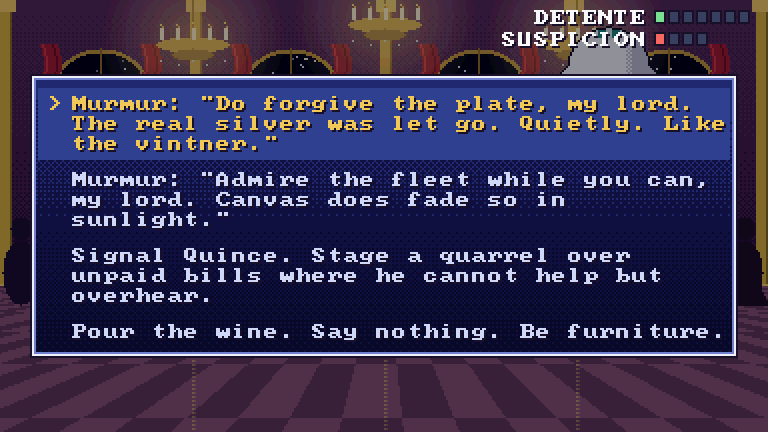 DETENTE
SUSPICION
> Murmur: "Do forgive the plate, my lord.
The real silver was let go. Quietly. Like
the vintner."
Murmur: "Admire the fleet while you can,
my lord. Canvas does fade so in
sunlight."
Signal Quince. Stage a quarrel over
unpaid bills where he cannot help but
overhear.
Pour the wine. Say nothing. Be furniture.